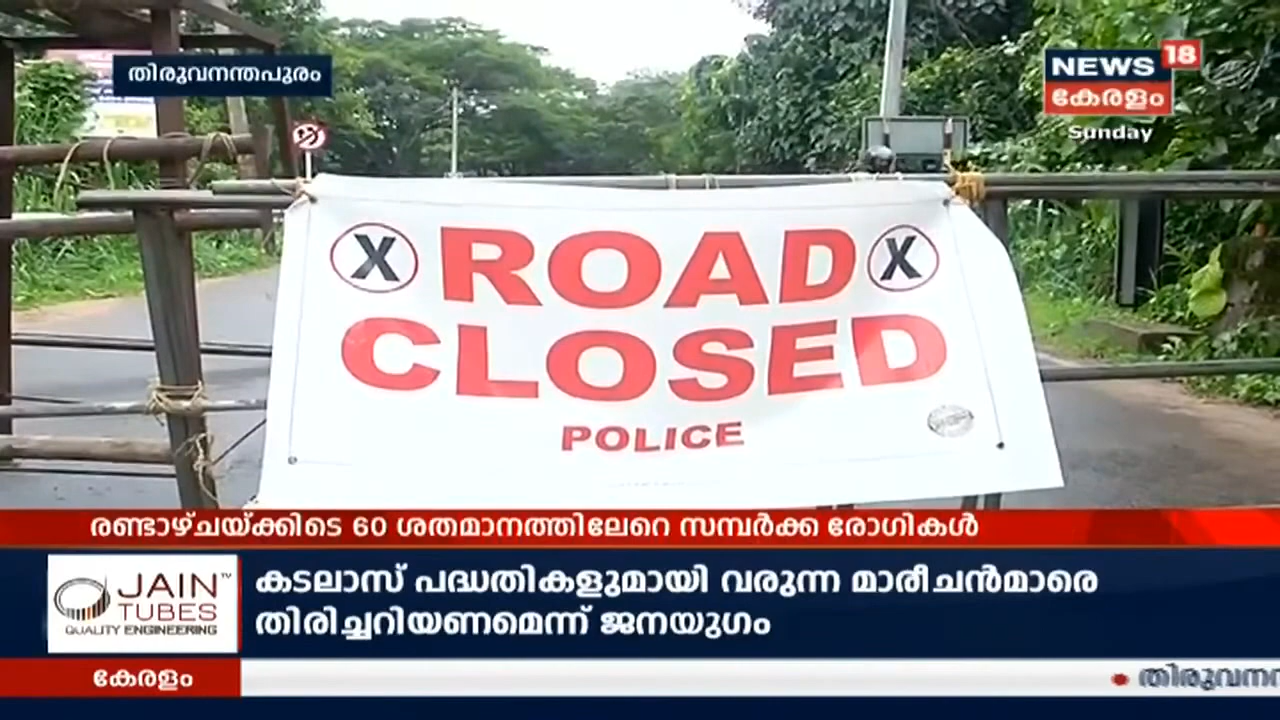 തിരുവനന്തപുരം
NEWS 18
കേരളം
Sunday
X ROAD X
CLOSED
POLICE
രണ്ടാഴ്ചയ്ക്കിടെ 60 ശതമാനത്തിലേറെ സമ്പർക്ക രോഗികൾ
JAIN TM
TUBES
QUALITY ENGINEERING
കടലാസ് പദ്ധതികളുമായി വരുന്ന മാരീചൻമാരെ
തിരിച്ചറിയണമെന്ന് ജനയുഗം
കേരളം